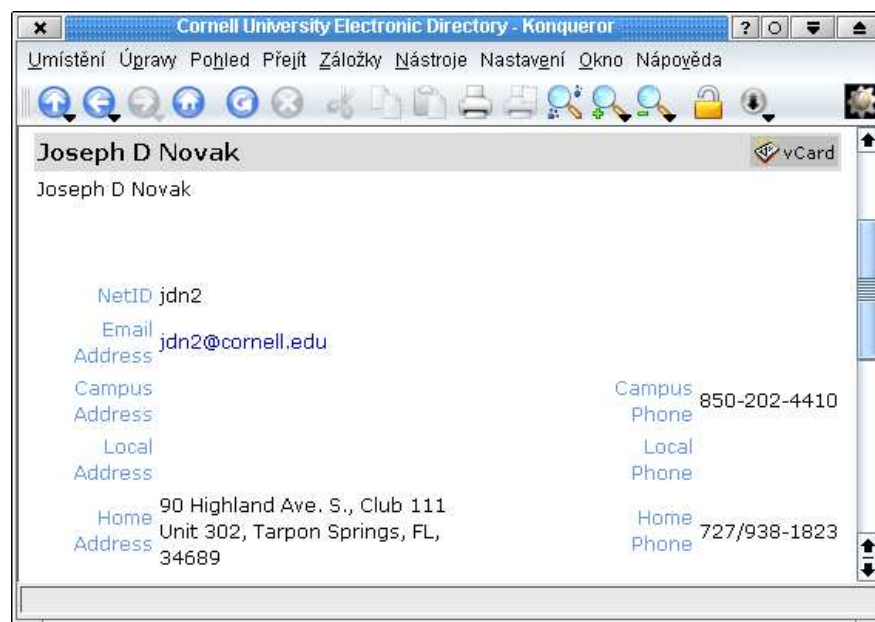 Cornell University Electronic Directory - Konqueror ?
Umístění Úpravy Pohled Přejít Záložky Nástroje Nastavení Okno Nápověda
Joseph D Novak vCard
Joseph D Novak
NetID jdn2
Email
Address jdn2@cornell.edu
Campus
Address
Campus
Phone 850-202-4410
Local
Address
Local
Phone
Home
Address
90 Highland Ave. S., Club 111
Unit 302, Tarpon Springs, FL,
34689
Home
Phone 727/938-1823